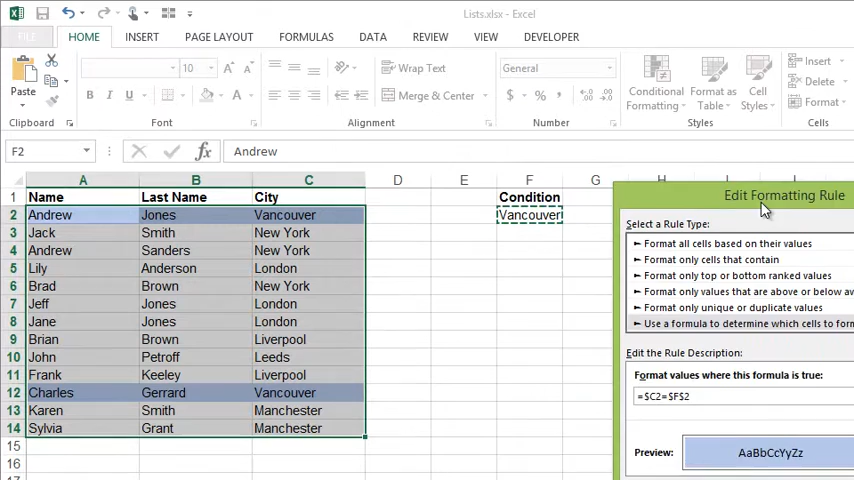 Lists.xlsx - Excel
FILE HOME INSERT PAGE LAYOUT FORMULAS DATA REVIEW VIEW DEVELOPER
10 A A Wrap Text General Insert
Paste B I U A Merge & Center $ % , Conditional Formatting Format as Table Cell Styles Delete
Format
Clipboard Font Alignment Number Styles Cells
F2 fx Andrew
A B C D E F G H I J
1 Name Last Name City Condition
2 Andrew Jones Vancouver Vancouver
3 Jack Smith New York
4 Andrew Sanders New York
5 Lily Anderson London
6 Brad Brown New York
7 Jeff Jones London
8 Jane Jones London
9 Brian Brown Liverpool
10 John Petroff Leeds
11 Frank Keeley Liverpool
12 Charles Gerrard Vancouver
13 Karen Smith Manchester
14 Sylvia Grant Manchester
15
16
17
Edit Formatting Rule
Select a Rule Type:
► Format all cells based on their values
► Format only cells that contain
► Format only top or bottom ranked values
► Format only values that are above or below av
► Format only unique or duplicate values
► Use a formula to determine which cells to form
Edit the Rule Description:
Format values where this formula is true:
=$C2=$F$2
Preview: AaBbCcYyZz